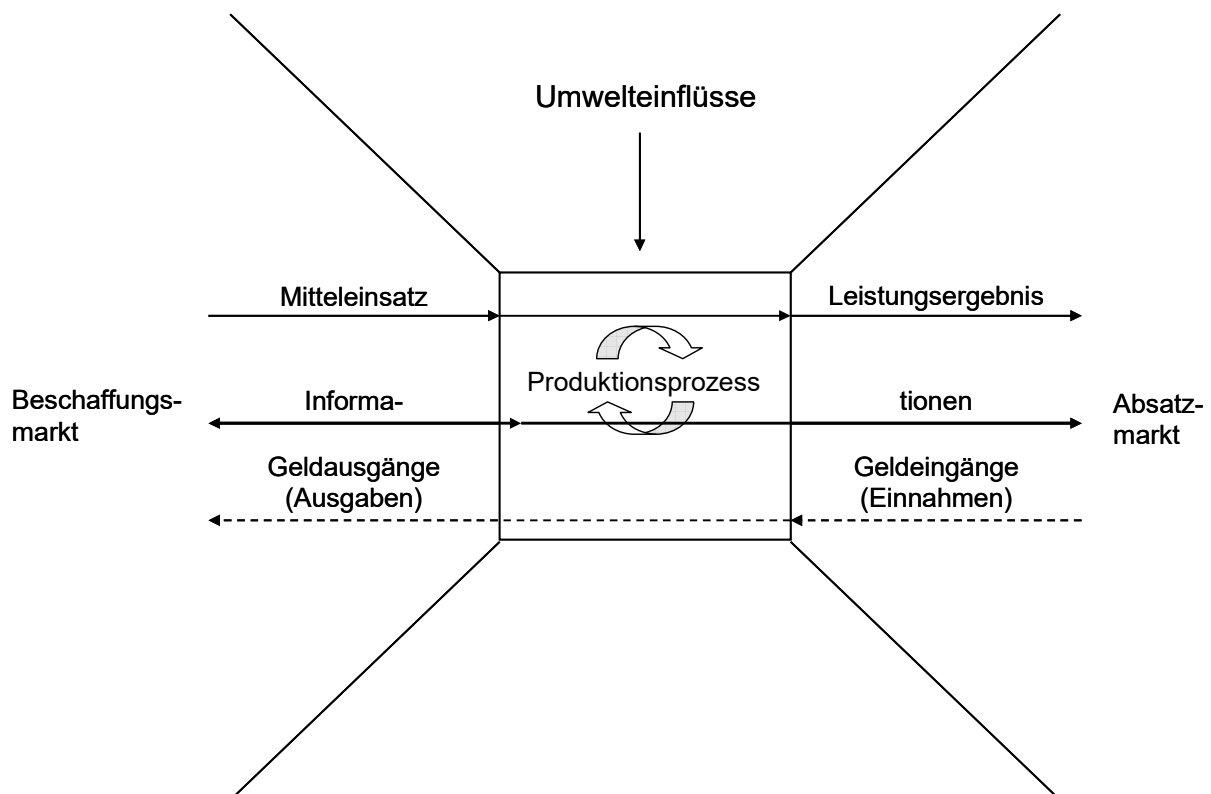 Umwelteinflüsse
Mitteleinsatz
Leistungsergebnis
Produktionsprozess
Beschaffungs-
markt
Informa-
tionen
Absatz-
markt
Geldausgänge
(Ausgaben)
Geldeingänge
(Einnahmen)